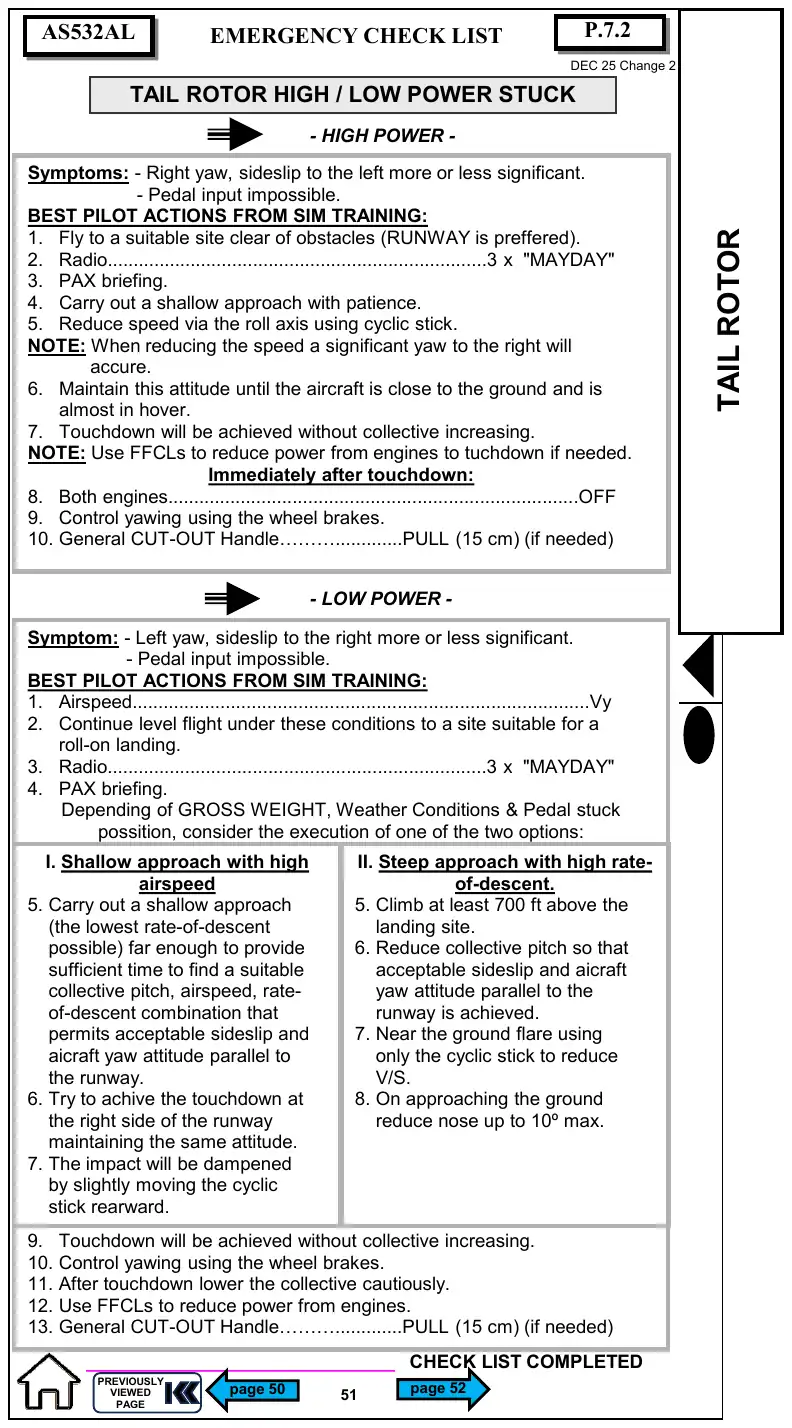 AS532AL
EMERGENCY CHECK LIST
P.7.2
DEC 25 Change 2
TAIL ROTOR HIGH / LOW POWER STUCK
- HIGH POWER -
Symptoms: - Right yaw, sideslip to the left more or less significant.
- Pedal input impossible.
BEST PILOT ACTIONS FROM SIM TRAINING:
1. Fly to a suitable site clear of obstacles (RUNWAY is preffered).
2. Radio.........................................................................3 x "MAYDAY"
3. PAX briefing.
4. Carry out a shallow approach with patience.
5. Reduce speed via the roll axis using cyclic stick.
NOTE: When reducing the speed a significant yaw to the right will
accure.
6. Maintain this attitude until the aircraft is close to the ground and is
almost in hover.
7. Touchdown will be achieved without collective increasing.
NOTE: Use FFCLs to reduce power from engines to tuchdown if needed.
Immediately after touchdown:
8. Both engines...............................................................................OFF
9. Control yawing using the wheel brakes.
10. General CUT-OUT Handle……….............PULL (15 cm) (if needed)
TAIL ROTOR
- LOW POWER -
Symptom: - Left yaw, sideslip to the right more or less significant.
- Pedal input impossible.
BEST PILOT ACTIONS FROM SIM TRAINING:
1. Airspeed........................................................................................Vy
2. Continue level flight under these conditions to a site suitable for a
roll-on landing.
3. Radio.........................................................................3 x "MAYDAY"
4. PAX briefing.
Depending of GROSS WEIGHT, Weather Conditions & Pedal stuck
possition, consider the execution of one of the two options:
I. Shallow approach with high
airspeed
5. Carry out a shallow approach
(the lowest rate-of-descent
possible) far enough to provide
sufficient time to find a suitable
collective pitch, airspeed, rate-
of-descent combination that
permits acceptable sideslip and
aicraft yaw attitude parallel to
the runway.
6. Try to achive the touchdown at
the right side of the runway
maintaining the same attitude.
7. The impact will be dampened
by slightly moving the cyclic
stick rearward.
II. Steep approach with high rate-
of-descent.
5. Climb at least 700 ft above the
landing site.
6. Reduce collective pitch so that
acceptable sideslip and aicraft
yaw attitude parallel to the
runway is achieved.
7. Near the ground flare using
only the cyclic stick to reduce
V/S.
8. On approaching the ground
reduce nose up to 10º max.
9. Touchdown will be achieved without collective increasing.
10. Control yawing using the wheel brakes.
11. After touchdown lower the collective cautiously.
12. Use FFCLs to reduce power from engines.
13. General CUT-OUT Handle……….............PULL (15 cm) (if needed)
CHECK LIST COMPLETED
PREVIOUSLY
VIEWED
PAGE
page 50
51
page 52